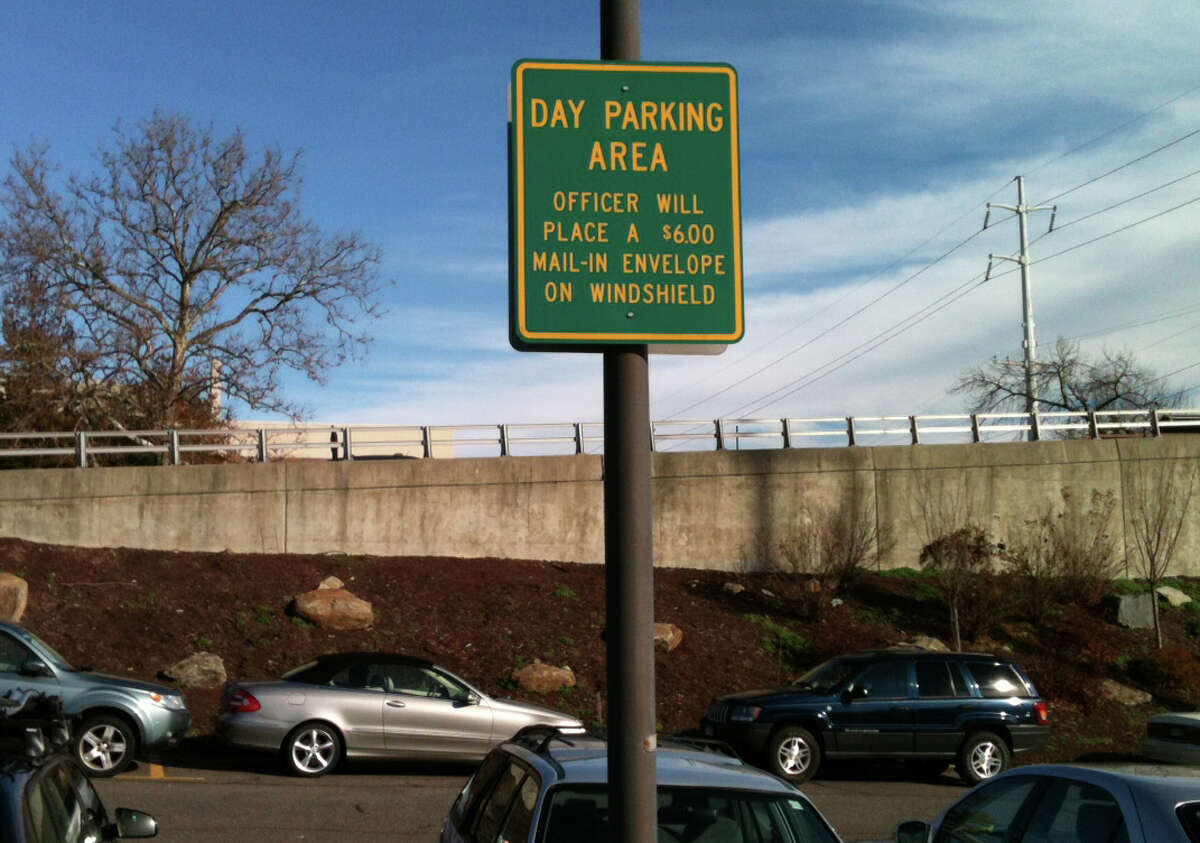 DAY PARKING
AREA
OFFICER WILL
PLACE A $6.00
MAIL-IN ENVELOPE
ON WINDSHIELD